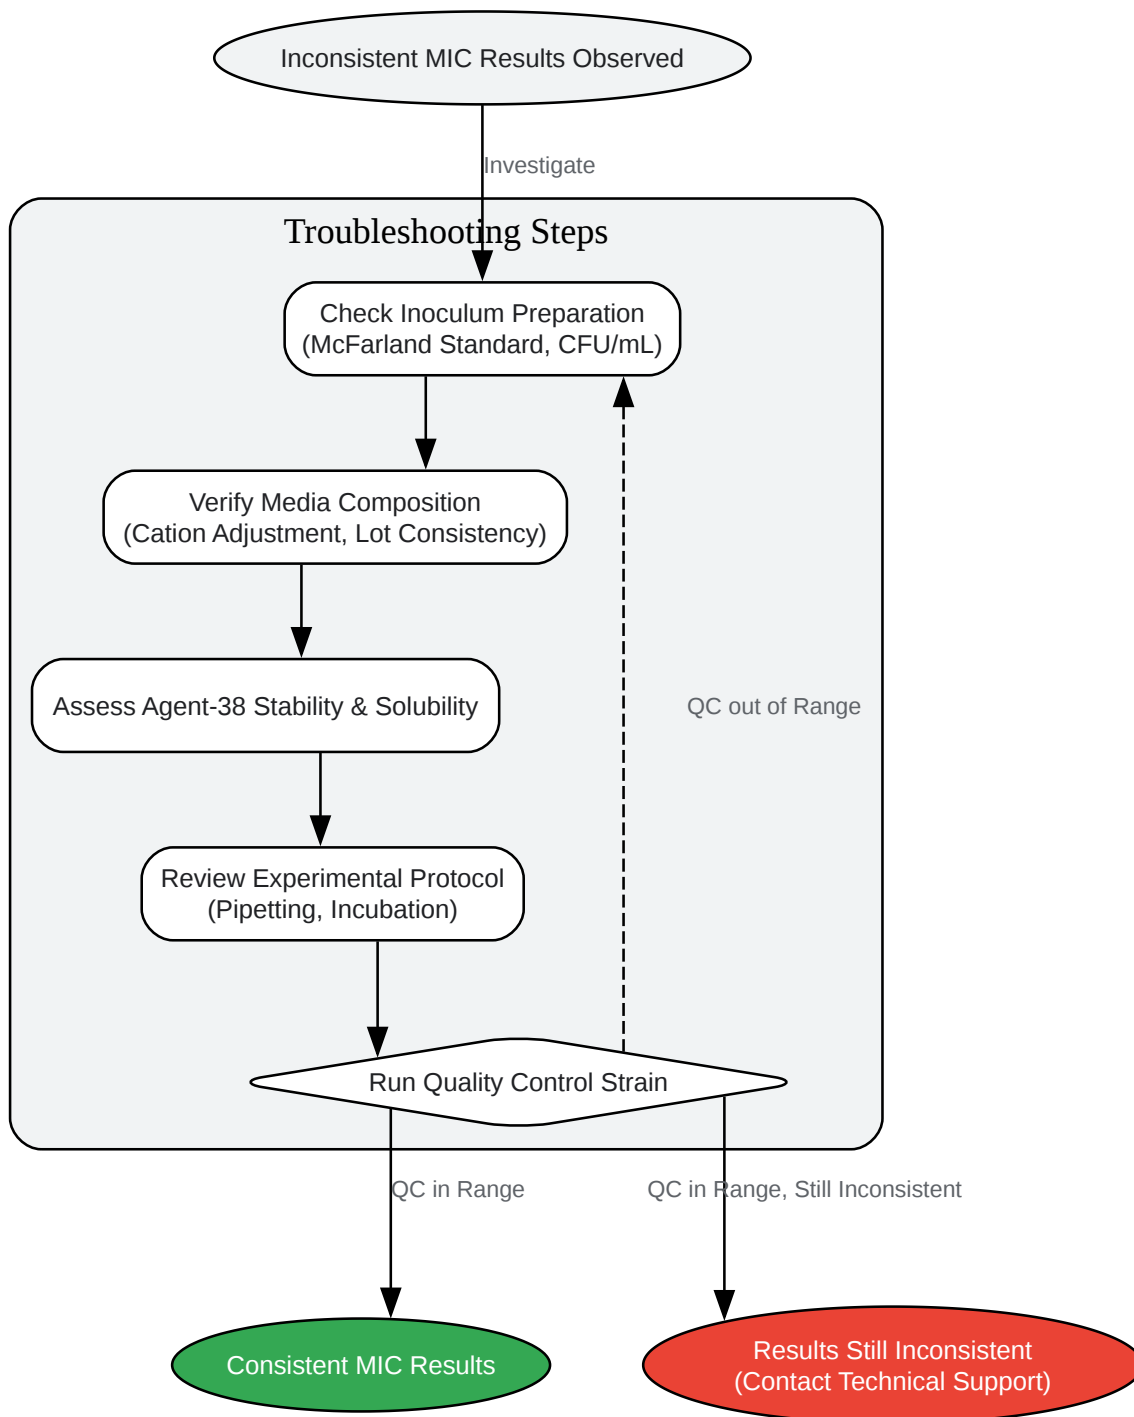 Inconsistent MIC Results Observed
Investigate
Troubleshooting Steps
Check Inoculum Preparation
(McFarland Standard, CFU/mL)
Verify Media Composition
(Cation Adjustment, Lot Consistency)
Assess Agent-38 Stability & Solubility
QC out of Range
Review Experimental Protocol
(Pipetting, Incubation)
Run Quality Control Strain
QC in Range
QC in Range, Still Inconsistent
Consistent MIC Results
Results Still Inconsistent
(Contact Technical Support)